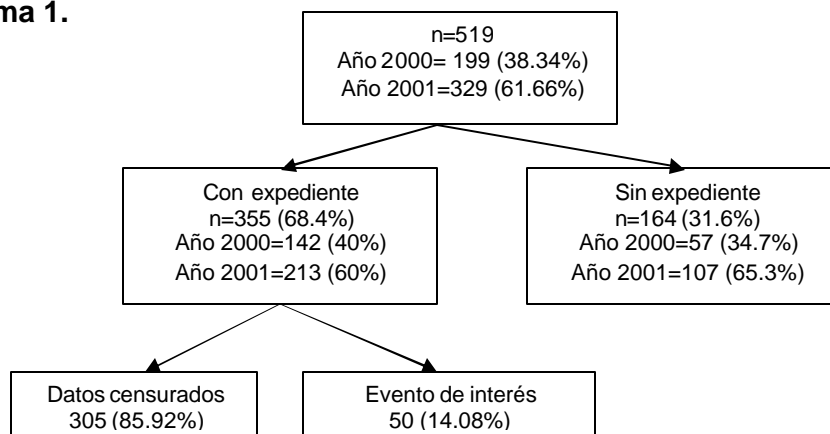 ma 1.
n=519
Año 2000= 199 (38.34%)
Año 2001=329 (61.66%)
Con expediente
n=355 (68.4%)
Año 2000=142 (40%)
Año 2001=213 (60%)
Sin expediente
n=164 (31.6%)
Año 2000=57 (34.7%)
Año 2001=107 (65.3%)
Datos censurados
305 (85.92%)
Evento de interés
50 (14.08%)